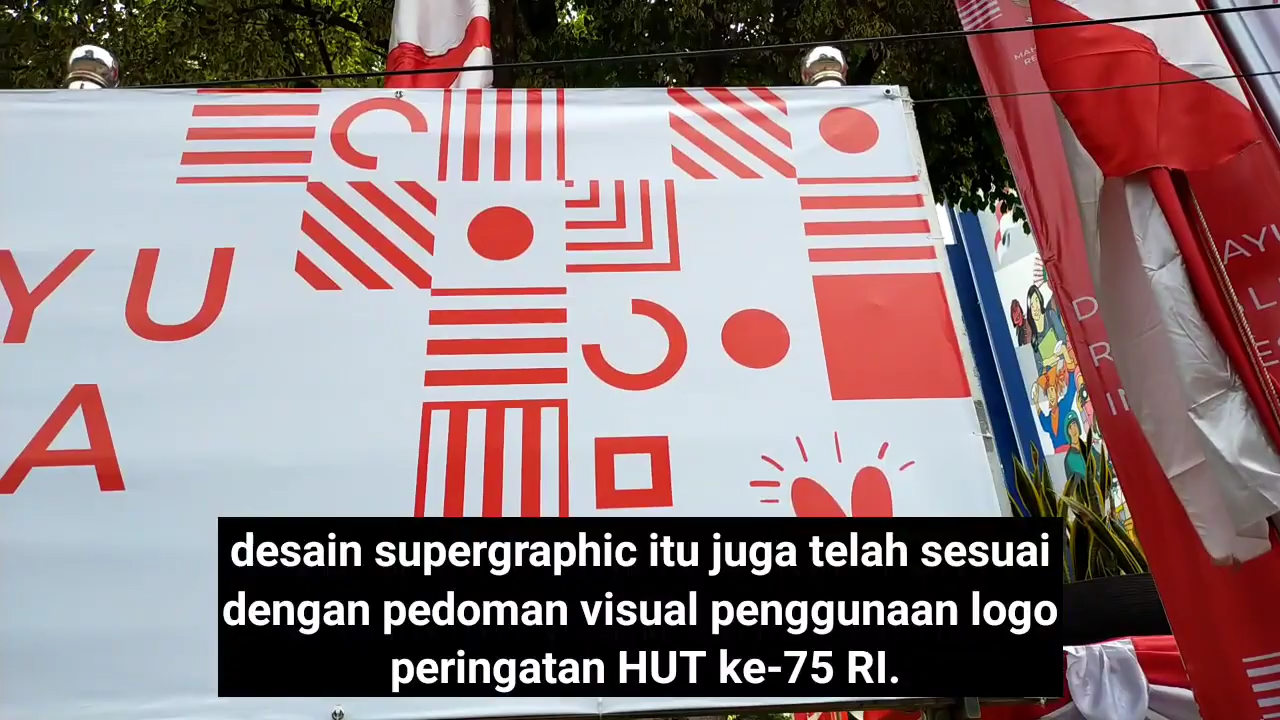 YU
A
desain supergraphic itu juga telah sesuai
dengan pedoman visual penggunaan logo
peringatan HUT ke-75 RI.